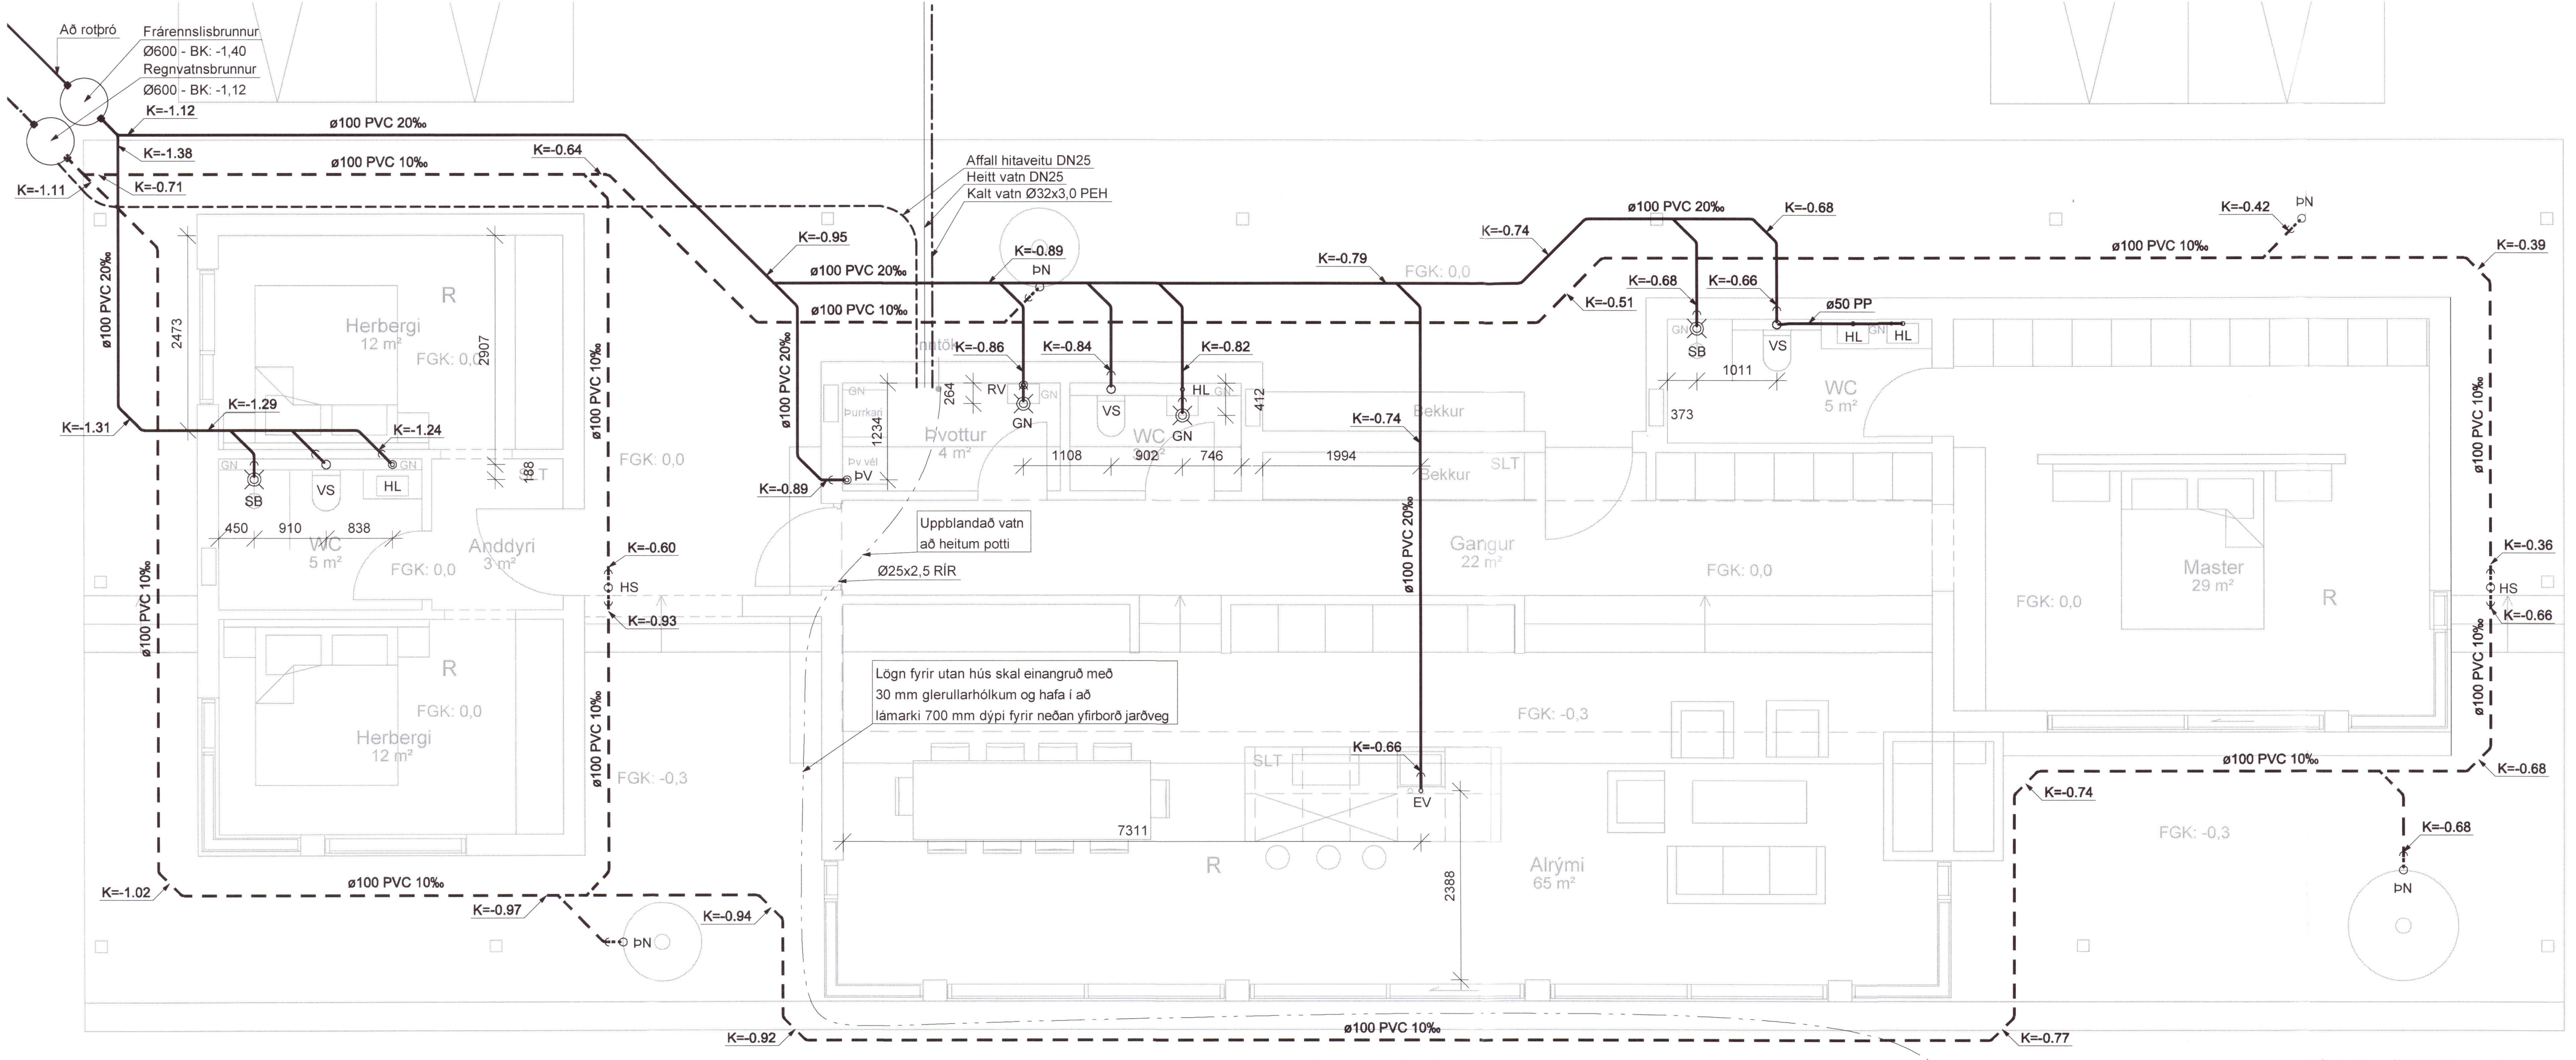 Að rotþró
Frárennslisbrunnur
Ø600 - BK: -1,40
Regnvatnsbrunnur
Ø600 - BK: -1,12
K=-1.12
ø100 PVC 20‰
K=-1.38
ø100 PVC 10‰
K=-0.64
K=-1.11
K=-0.71
Affall hitaveitu DN25
Heitt vatn DN25
Kalt vatn Ø32x3,0 PEH
K=-0.95
K=-0.89
ÞN
ø100 PVC 20‰
ø100 PVC 10‰
K=-0.79
FGK: 0,0
K=-0.74
ø100 PVC 20‰
K=-0.68
K=-0.42
ÞN
ø100 PVC 10‰
K=-0.39
K=-0.68
K=-0.66
K=-0.51
ø50 PP
ø100 PVC 20‰
2473
R
Herbergi
12 m²
FGK: 0,0
2907
ø100 PVC 10‰
ø100 PVC 20‰
K=-0.86
K=-0.84
K=-0.82
GN
SB
VS
HL
GN
HL
1011
WC
5 m²
373
GN
Þurrkari
1234
264
RV
GN
GN
VS
HL
GN
GN
412
Bekkur
Þvottur
4 m²
WC
K=-0.74
Þv vél
ÞV
K=-0.89
1108
902
746
1994
Bekkur
SLT
K=-1.31
K=-1.29
K=-1.24
GN
GN
SB
VS
HL
188
SLT
FGK: 0,0
450
910
838
WC
5 m²
FGK: 0,0
Anddyri
3 m²
K=-0.60
HS
K=-0.93
Uppblandað vatn
að heitum potti
Ø25x2,5 RÍR
ø100 PVC 20‰
Gangur
22 m²
FGK: 0,0
Master
29 m²
FGK: 0,0
R
ø100 PVC 10‰
K=-0.36
HS
K=-0.66
ø100 PVC 10‰
ø100 PVC 10‰
R
FGK: 0,0
Herbergi
12 m²
ø100 PVC 10‰
FGK: -0,3
Lögn fyrir utan hús skal einangruð með
30 mm glerullarhólkum og hafa í að
lámarki 700 mm dýpi fyrir neðan yfirborð jarðveg
FGK: -0,3
K=-0.66
SLT
EV
7311
2388
R
Alrými
65 m²
ø100 PVC 10‰
K=-0.68
K=-0.74
FGK: -0,3
K=-0.68
ÞN
K=-1.02
ø100 PVC 10‰
K=-0.97
ÞN
K=-0.94
K=-0.92
ø100 PVC 10‰
K=-0.77